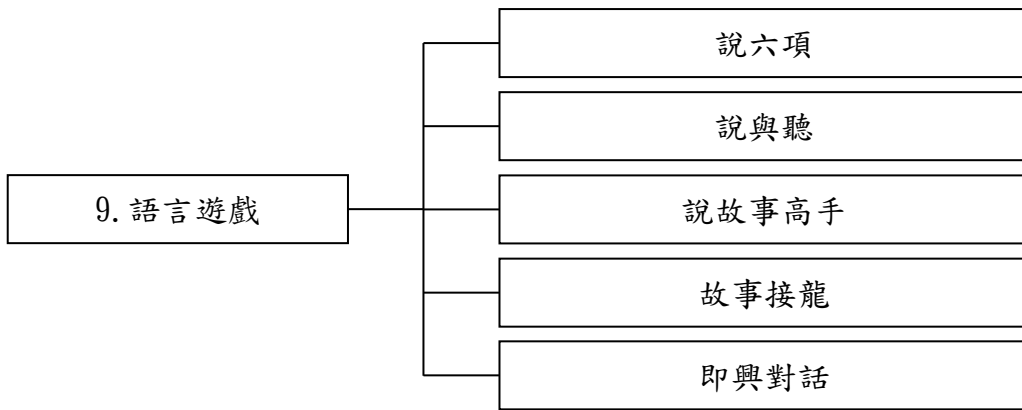 9.語言遊戲
說六項
說與聽
說故事高手
故事接龍
即興對話